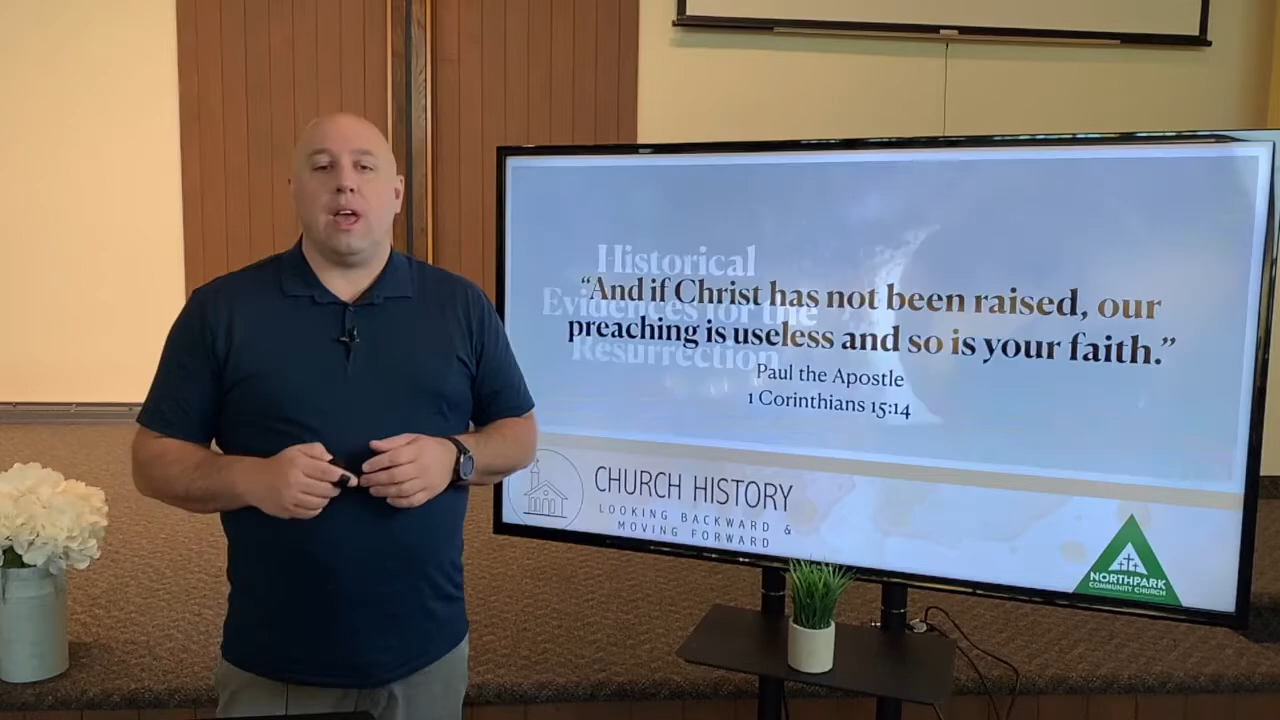 Historical
Evidences for the
Resurrection
“And if Christ has not been raised, our
preaching is useless and so is your faith.”
Paul the Apostle
1 Corinthians 15:14
CHURCH HISTORY
LOOKING BACKWARD &
MOVING FORWARD
NORTHPARK
COMMUNITY CHURCH